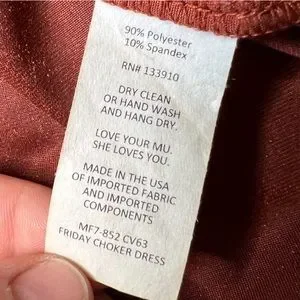 90% Polyester
10% Spandex
RN# 133910
DRY CLEAN
OR HAND WASH
AND HANG DRY.
LOVE YOUR MU.
SHE LOVES YOU.
MADE IN THE USA
OF IMPORTED FABRIC
AND IMPORTED
COMPONENTS
MF7-852 CV63
FRIDAY CHOKER DRESS